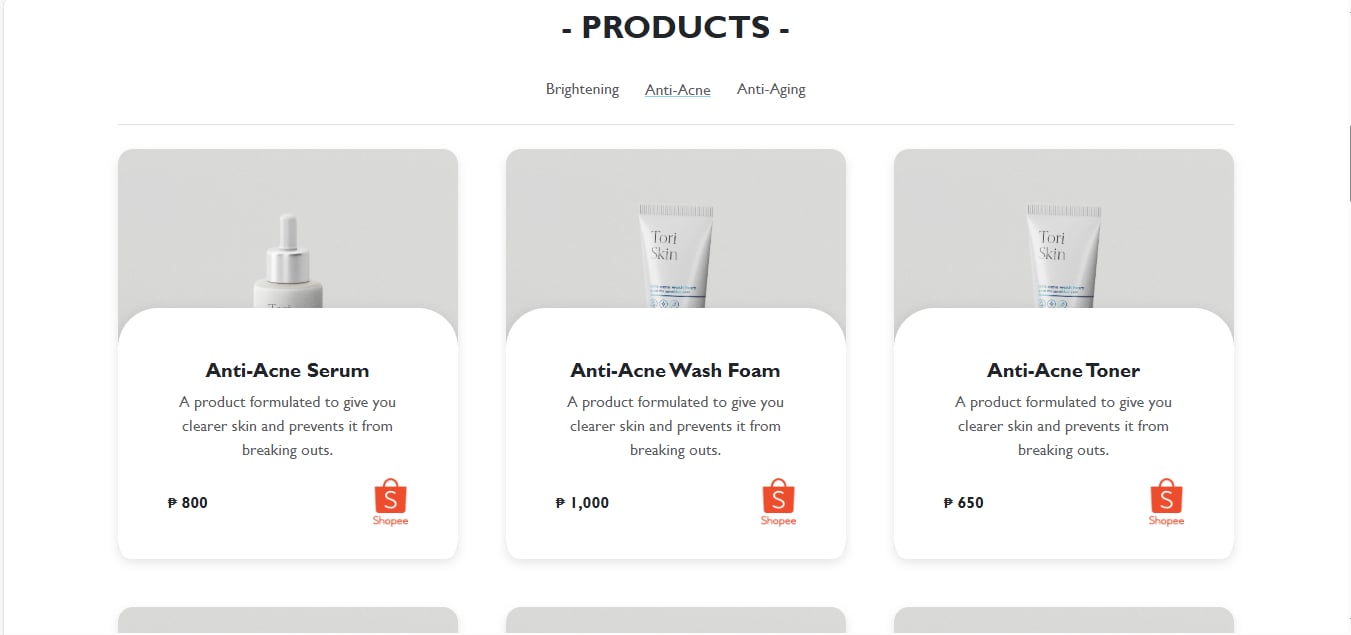 - PRODUCTS -
Brightening Anti-Acne Anti-Aging
Tori
Tori
Skin
Tori
Skin
Anti-Acne Serum
A product formulated to give you
clearer skin and prevents it from
breaking outs.
₱ 800
S
Shopee
Anti-Acne Wash Foam
A product formulated to give you
clearer skin and prevents it from
breaking outs.
₱ 1,000
S
Shopee
Anti-Acne Toner
A product formulated to give you
clearer skin and prevents it from
breaking outs.
₱ 650
S
Shopee